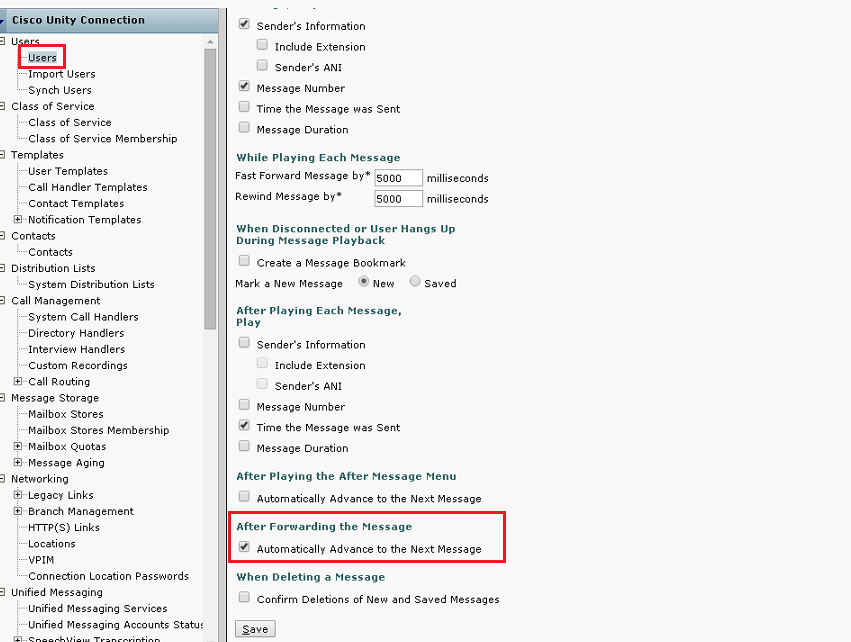 Cisco Unity Connection
Users
Users
Import Users
Synch Users
Class of Service
Class of Service
Class of Service Membership
Templates
User Templates
Call Handler Templates
Contact Templates
Notification Templates
Contacts
Contacts
Distribution Lists
System Distribution Lists
Call Management
System Call Handlers
Directory Handlers
Interview Handlers
Custom Recordings
Call Routing
Message Storage
Mailbox Stores
Mailbox Stores Membership
Mailbox Quotas
Message Aging
Networking
Legacy Links
Branch Management
HTTP(S) Links
Locations
VPIM
Connection Location Passwords
Unified Messaging
Unified Messaging Services
Unified Messaging Accounts Status
SpeechView Transcription
Sender's Information
Include Extension
Sender's ANI
Message Number
Time the Message was Sent
Message Duration
While Playing Each Message
Fast Forward Message by* 5000 milliseconds
Rewind Message by* 5000 milliseconds
When Disconnected or User Hangs Up
During Message Playback
Create a Message Bookmark
Mark a New Message New Saved
After Playing Each Message,
Play
Sender's Information
Include Extension
Sender's ANI
Message Number
Time the Message was Sent
Message Duration
After Playing the After Message Menu
Automatically Advance to the Next Message
After Forwarding the Message
Automatically Advance to the Next Message
When Deleting a Message
Confirm Deletions of New and Saved Messages
Save